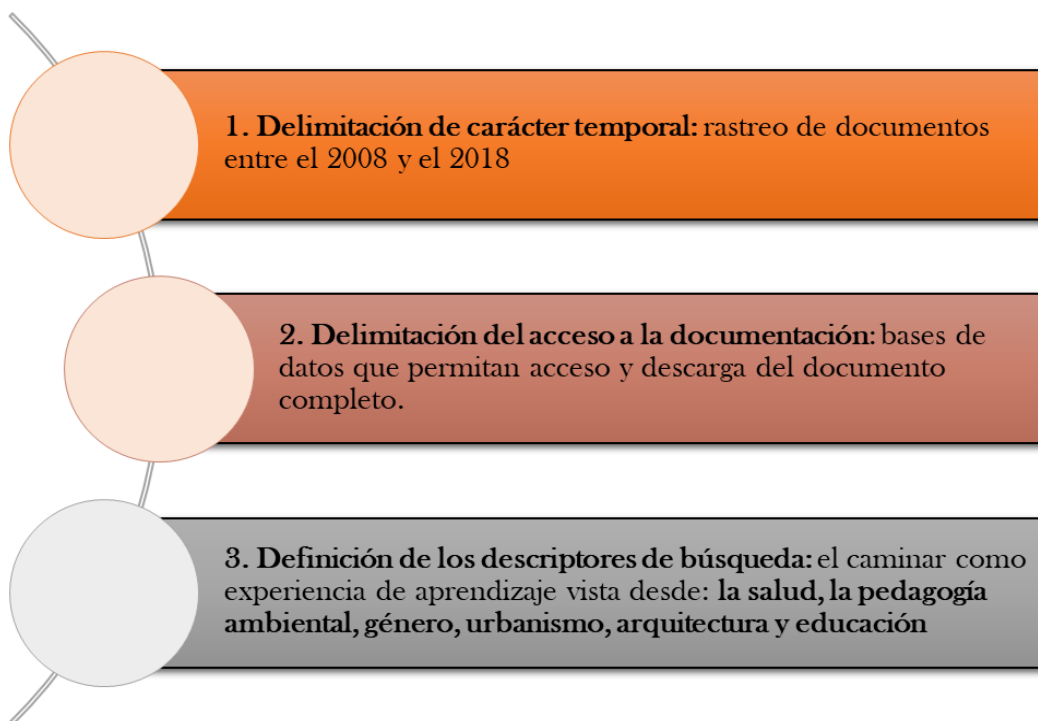 1. Delimitación de carácter temporal: rastreo de documentos
entre el 2008 y el 2018
2. Delimitación del acceso a la documentación: bases de
datos que permitan acceso y descarga del documento
completo.
3. Definición de los descriptores de búsqueda: el caminar como
experiencia de aprendizaje vista desde: la salud, la pedagogía
ambiental, género, urbanismo, arquitectura y educación